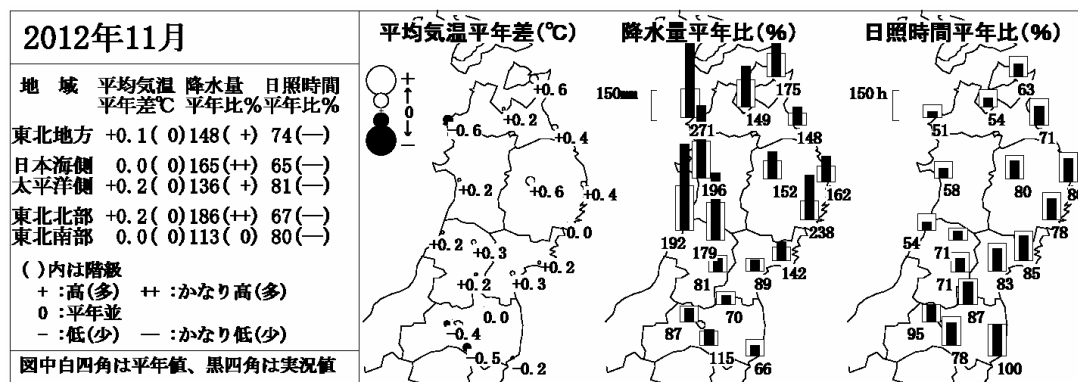 2012年11月
地　域　平均気温　降水量　日照時間
平年差℃　平年比%　平年比%
東北地方　+0.1( 0)　148( +)　74(—)
日本海側　0.0( 0)　165(++)　65(—)
太平洋側　+0.2( 0)　136( +)　81(—)
東北北部　+0.2( 0)　186(++)　67(—)
東北南部　0.0( 0)　113( 0)　80(—)
( )内は階級
+ :高(多)　++ :かなり高(多)
0 :平年並
− :低(少)　— :かなり低(少)
図中白四角は平年値、黒四角は実況値
平均気温平年差(℃)
+
0
−
+0.6
+0.2
-0.6
+0.4
+0.2
+0.6
+0.4
0.0
+0.2
+0.3
+0.2
+0.2
+0.3
0.0
-0.4
-0.5
-0.2
降水量平年比(%)
150mm
175
149
271
148
196
152
162
192
179
238
142
81
89
70
87
115
66
日照時間平年比(%)
150h
63
54
51
71
58
80
78
54
71
85
71
83
87
95
78
100